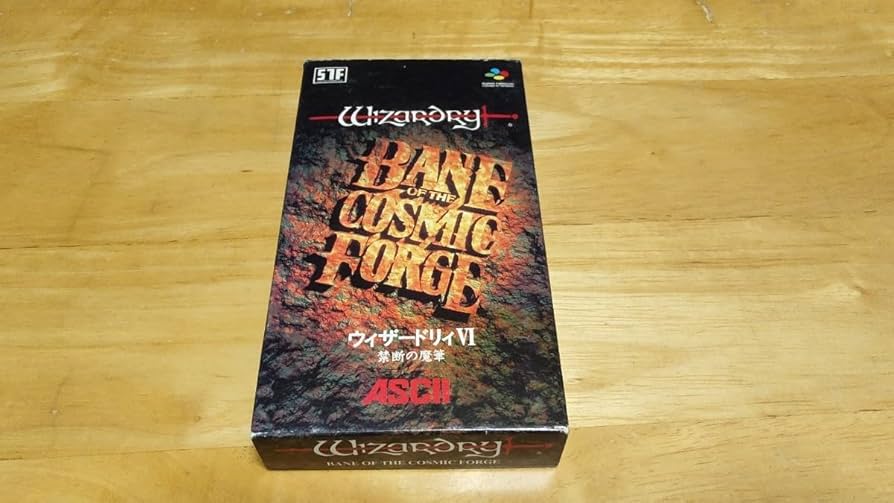 STF
Wizardry
BANE
OF THE
COSMIC
FORGE
ウィザードリィVI
禁断の魔筆
ASCII
Wizardry
BANE OF THE COSMIC FORGE